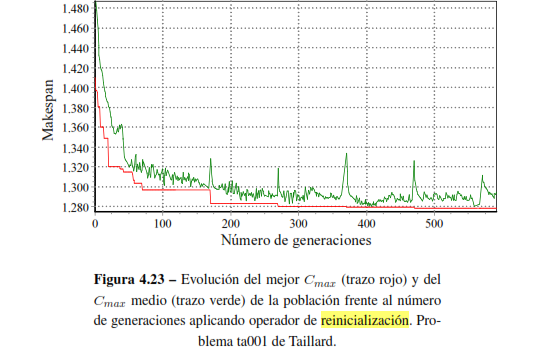 1.480
1.460
1.440
1.420
1.400
1.380
1.360
1.340
1.320
1.300
1.280
Makespan
0 100 200 300 400 500
Número de generaciones
Figura 4.23 – Evolución del mejor Cmax (trazo rojo) y del
Cmax medio (trazo verde) de la población frente al número
de generaciones aplicando operador de reinicialización. Pro-
blema ta001 de Taillard.